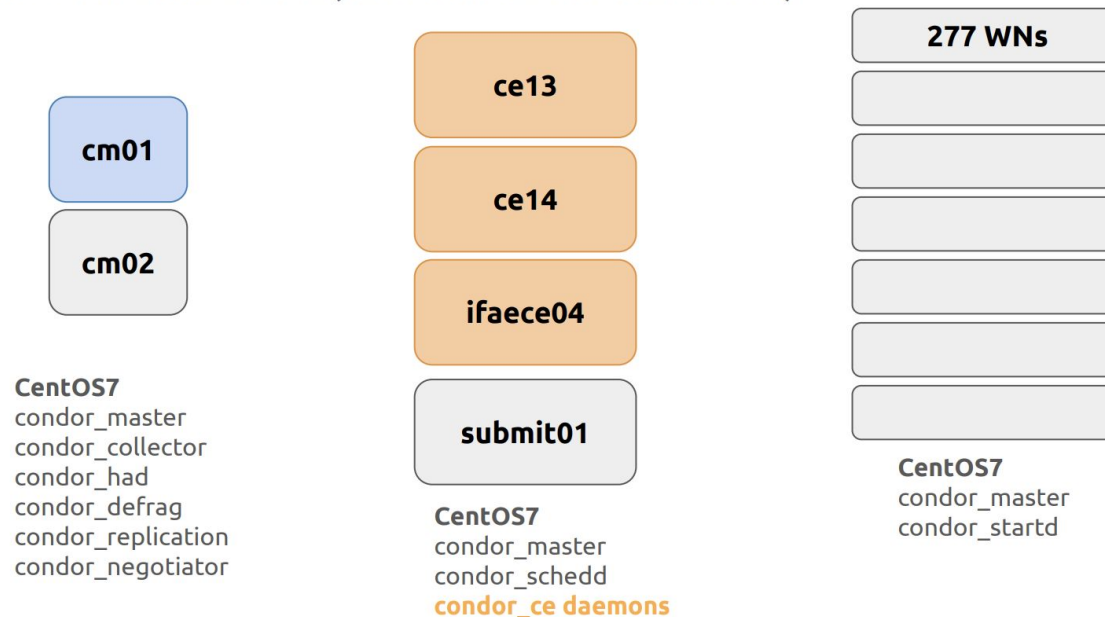 277 WNs
cm01
cm02
ce13
ce14
ifaece04
submit01
CentOS7
condor_master
condor_collector
condor_had
condor_defrag
condor_replication
condor_negotiator
CentOS7
condor_master
condor_schedd
condor_ce daemons
CentOS7
condor_master
condor_startd